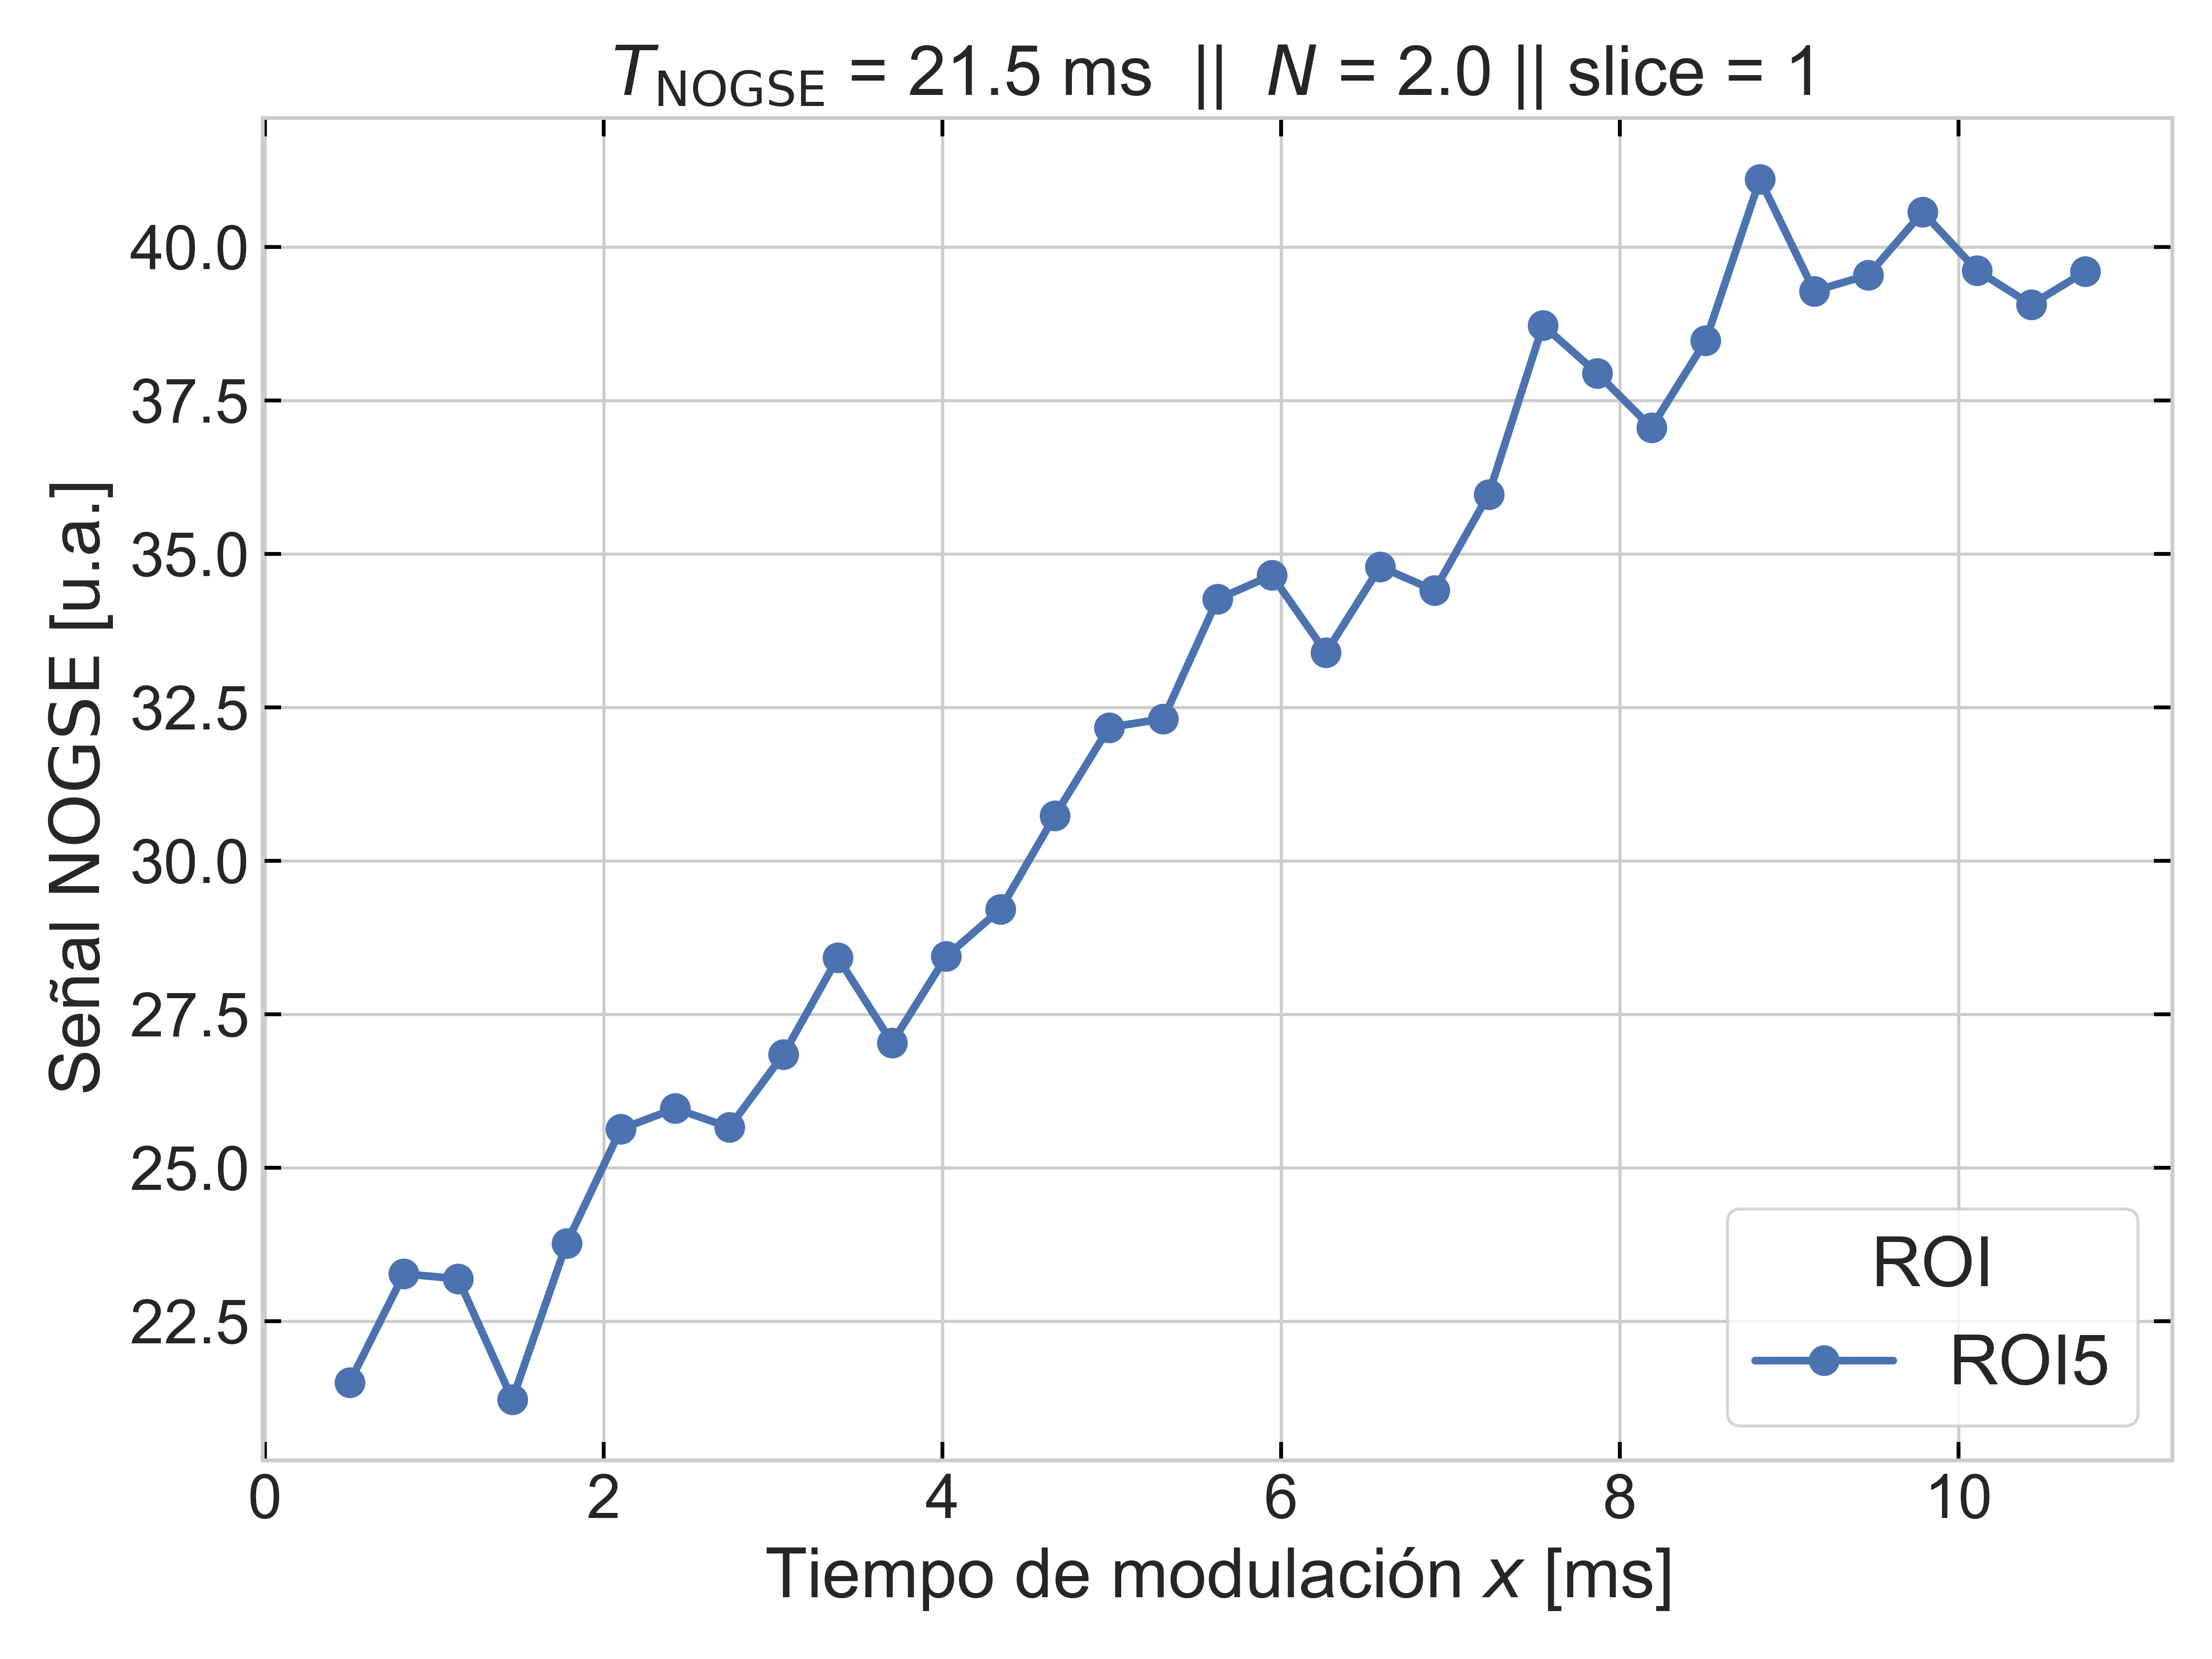 T_NOGSE = 21.5 ms || N = 2.0 || slice = 1
Señal NOGSE [u.a.]
40.0
37.5
35.0
32.5
30.0
27.5
25.0
22.5
ROI
ROI5
0 2 4 6 8 10
Tiempo de modulación x [ms]